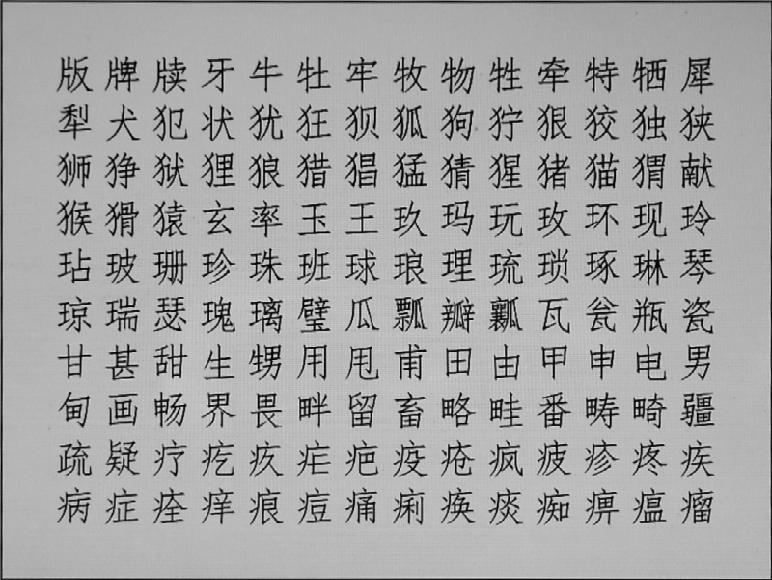 版牌牍牙牛牡牢牧物牲牵特牺犀
犁犬犯状犹狂狈狐狗狞狠狡独狭
狮狰狱狸狼猎猖猛猜猩猪猫猬献
猴猾猿玄率玉王玖玛玩玫环现玲
玷玻珊珍珠班球琅理琉琐琢琳琴
琼瑞瑟瑰璃璧瓜瓢瓣瓤瓦瓮瓶瓷
甘甚甜生甥用甩甫田由甲申电男
甸画畅界畏畔留畜略畦番畴畸疆
疏疑疗疙疚疟疤疫疮疯疲疹疼疾
病症痊痒痕痘痛痢痪痰痴痹瘟瘤